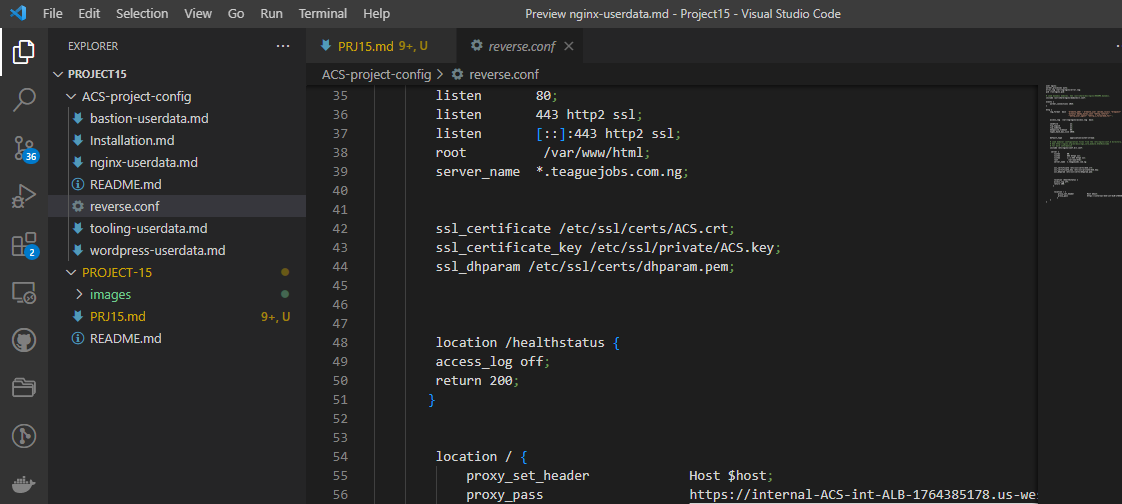 File Edit Selection View Go Run Terminal Help Preview nginx-userdata.md - Project15 - Visual Studio Code
EXPLORER ···
PROJECT15
ACS-project-config
bastion-userdata.md
Installation.md
nginx-userdata.md
README.md
reverse.conf
tooling-userdata.md
wordpress-userdata.md
PROJECT-15
images
PRJ15.md 9+, U
README.md
36
2
PRJ15.md 9+, U reverse.conf
ACS-project-config > reverse.conf
35 listen 80;
36 listen 443 http2 ssl;
37 listen [::]:443 http2 ssl;
38 root /var/www/html;
39 server_name *.teaguejobs.com.ng;
40
41
42 ssl_certificate /etc/ssl/certs/ACS.crt;
43 ssl_certificate_key /etc/ssl/private/ACS.key;
44 ssl_dhparam /etc/ssl/certs/dhparam.pem;
45
46
47
48 location /healthstatus {
49 access_log off;
50 return 200;
51 }
52
53
54 location / {
55 proxy_set_header Host $host;
56 proxy_pass https://internal-ACS-int-ALB-1764385178.us-we